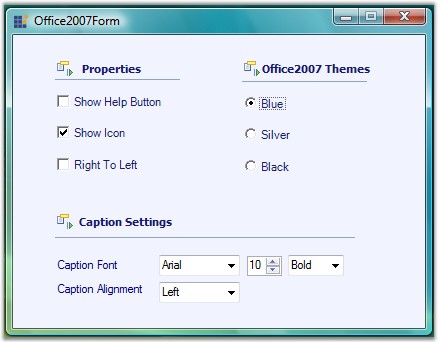 Office2007Form
Properties
Office2007 Themes
Show Help Button
Blue
Show Icon
Silver
Right To Left
Black
Caption Settings
Caption Font Arial 10 Bold
Caption Alignment Left